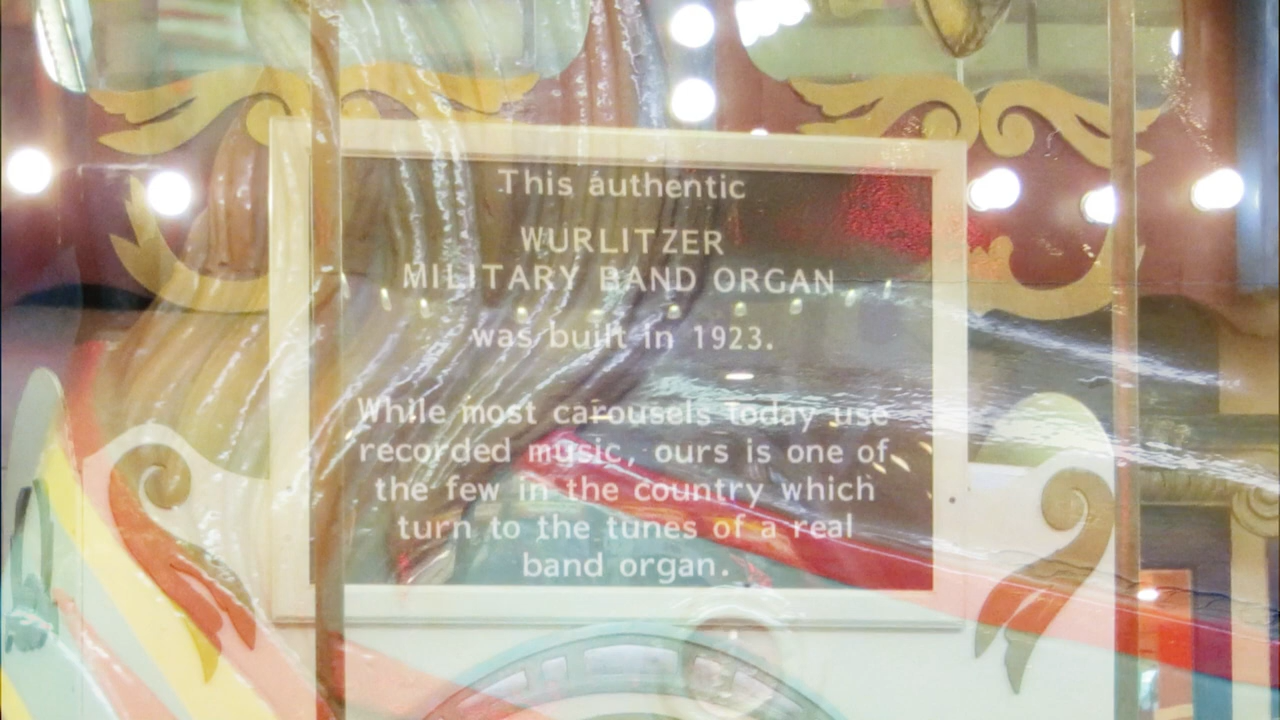 This authentic
WURLITZER
MILITARY BAND ORGAN
was built in 1923.
While most carousels today use
recorded music, ours is one of
the few in the country which
turn to the tunes of a real
band organ.